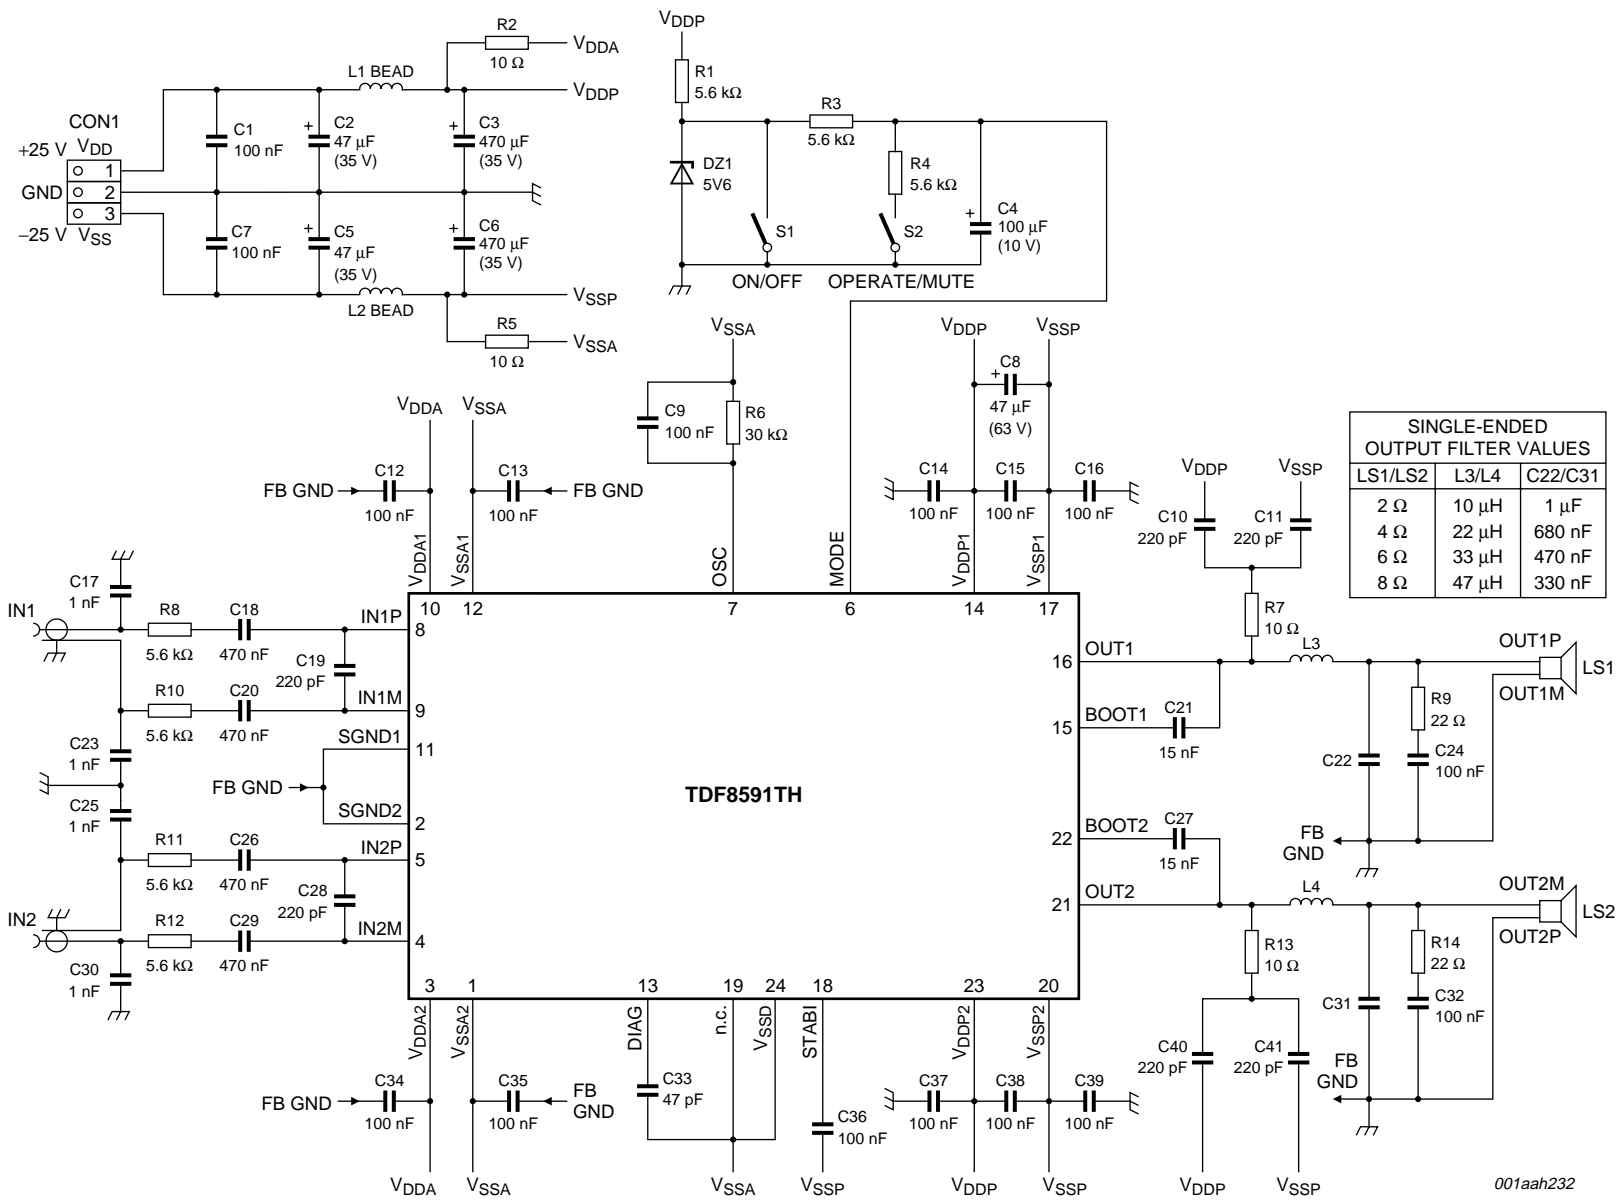 R2
10 Ω
VDDA
L1 BEAD
VDDP
CON1
+25 V VDD
1
GND
2
3
−25 V VSS
C1
100 nF
+ C2
47 μF
(35 V)
+ C3
470 μF
(35 V)
C7
100 nF
+ C5
47 μF
(35 V)
+ C6
470 μF
(35 V)
L2 BEAD
VSSP
R5
10 Ω
VSSA
VDDP
R1
5.6 kΩ
R3
5.6 kΩ
DZ1
5V6
R4
5.6 kΩ
S1
S2
+ C4
100 μF
(10 V)
ON/OFF
OPERATE/MUTE
VDDA
VSSA
FB GND
C12
100 nF
C13
100 nF
FB GND
VSSA
C9
100 nF
R6
30 kΩ
VDDP
VSSP
+ C8
47 μF
(63 V)
C14
100 nF
C15
100 nF
C16
100 nF
VDDP
VSSP
C10
220 pF
C11
220 pF
R7
10 Ω
SINGLE-ENDED
OUTPUT FILTER VALUES
LS1/LS2 L3/L4 C22/C31
2 Ω 10 μH 1 μF
4 Ω 22 μH 680 nF
6 Ω 33 μH 470 nF
8 Ω 47 μH 330 nF
VDDA1
VSSA1
OSC
MODE
VDDP1
VSSP1
10
12
7
6
14
17
C17
1 nF
IN1
R8
5.6 kΩ
C18
470 nF
IN1P
8
C19
220 pF
R10
5.6 kΩ
C20
470 nF
IN1M
9
C23
1 nF
SGND1
11
FB GND
SGND2
2
C25
1 nF
R11
5.6 kΩ
C26
470 nF
IN2P
5
C28
220 pF
IN2
R12
5.6 kΩ
C29
470 nF
IN2M
4
C30
1 nF
TDF8591TH
16
OUT1
L3
OUT1P
LS1
OUT1M
15
BOOT1
C21
15 nF
R9
22 Ω
C22
C24
100 nF
22
BOOT2
C27
15 nF
FB
GND
21
OUT2
L4
OUT2M
LS2
OUT2P
R13
10 Ω
R14
22 Ω
C31
C32
100 nF
C40
220 pF
C41
220 pF
FB
GND
VDDP
VSSP
3
1
13
19
24
18
23
20
VDDA2
VSSA2
DIAG
n.c.
VSSD
STABI
VDDP2
VSSP2
FB GND
C34
100 nF
C35
100 nF
FB
GND
C33
47 pF
C36
100 nF
C37
100 nF
C38
100 nF
C39
100 nF
VDDA
VSSA
VSSA
VSSP
VDDP
VSSP
001aah232